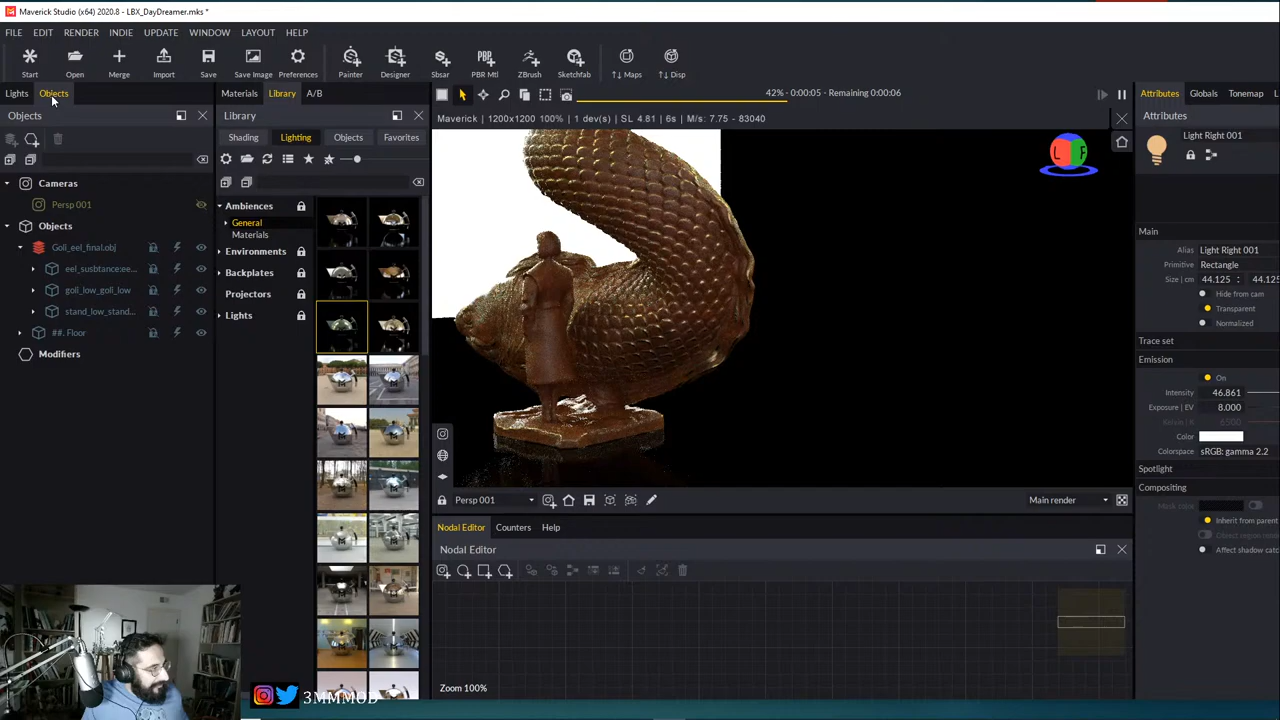 Maverick Studio (x64) 2020.8 - LBX_DayDreamer.mks *
FILE EDIT RENDER INDIE UPDATE WINDOW LAYOUT HELP
Start Open Merge Import Save Save Image Preferences Painter Designer Sbsar PBR Mtl ZBrush Sketchfab ↑↓ Maps ↑↓ Disp
Lights Objects
Materials Library A/B
42% - 0:00:05 - Remaining 0:00:06
Attributes Globals Tonemap L
Objects
Library
Maverick | 1200x1200 100% | 1 dev(s) | SL 4.81 | 6s | M/s: 7.75 - 83040
Attributes
Shading Lighting Objects Favorites
Light Right 001
Cameras
Persp 001
Objects
Goli_eel_final.obj
eel_susbtance:ee...
goli_low_goli_low
stand_low_stand...
##. Floor
Modifiers
Ambiences
General
Materials
Environments
Backplates
Projectors
Lights
L F
Main
Alias Light Right 001
Primitive Rectangle
Size | cm 44.125 44.125
Hide from cam
Transparent
Normalized
Trace set
Emission
On
Intensity 46.861
Exposure | EV 8.000
Kelvin | K 6500
Color
Colorspace sRGB: gamma 2.2
Spotlight
Compositing
Inherit from parent
Affect shadow catc
Persp 001
Main render
Nodal Editor Counters Help
Nodal Editor
Zoom 100%
3MMMOD